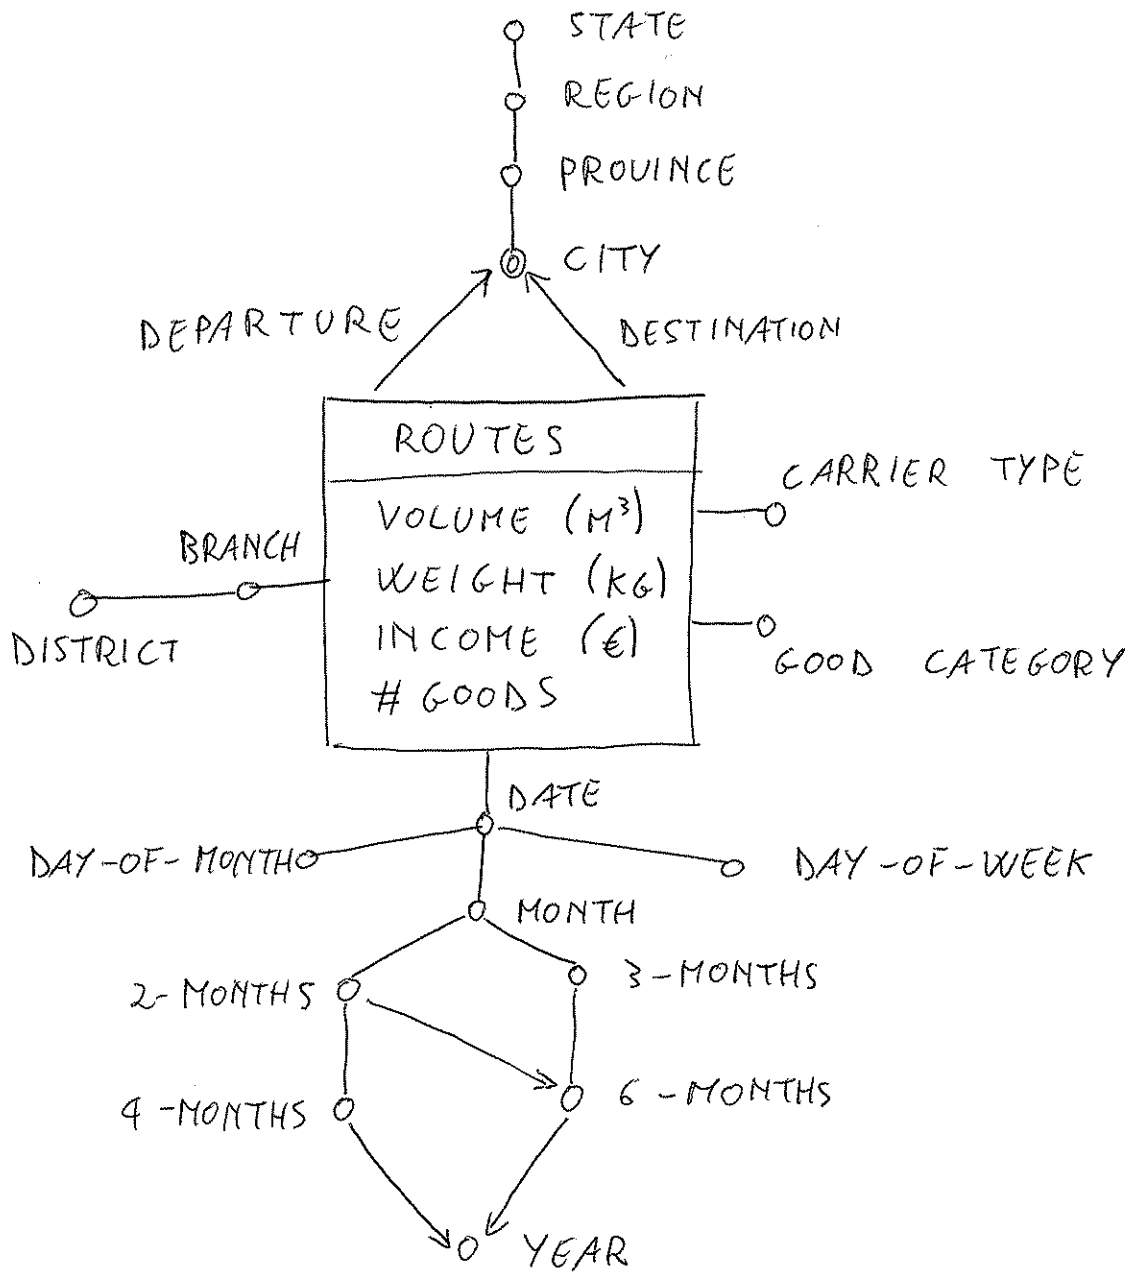 STATE
REGION
PROVINCE
CITY
DEPARTURE
DESTINATION
ROUTES
VOLUME (M³)
WEIGHT (KG)
INCOME (€)
# GOODS
CARRIER TYPE
GOOD CATEGORY
BRANCH
DISTRICT
DATE
DAY-OF-MONTH
DAY-OF-WEEK
MONTH
2-MONTHS
3-MONTHS
4-MONTHS
6-MONTHS
YEAR